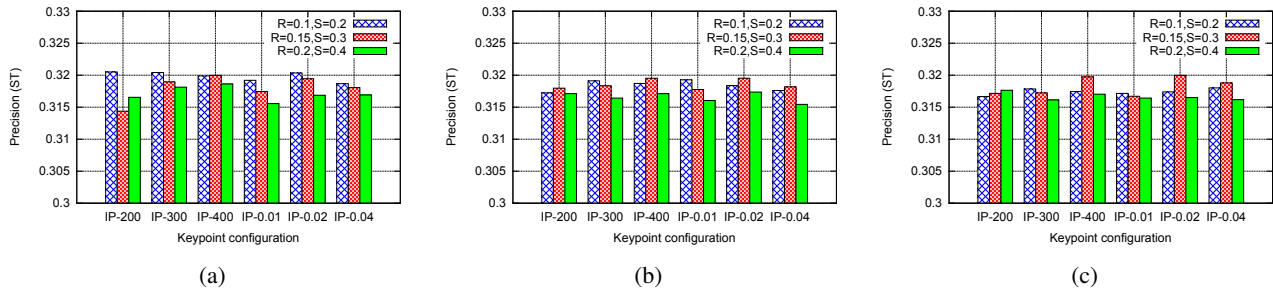 0.33
0.325
0.32
0.315
0.31
0.305
0.3
Precision (ST)
R=0.1,S=0.2
R=0.15,S=0.3
R=0.2,S=0.4
IP-200 IP-300 IP-400 IP-0.01 IP-0.02 IP-0.04
Keypoint configuration
(a)
0.33
0.325
0.32
0.315
0.31
0.305
0.3
Precision (ST)
R=0.1,S=0.2
R=0.15,S=0.3
R=0.2,S=0.4
IP-200 IP-300 IP-400 IP-0.01 IP-0.02 IP-0.04
Keypoint configuration
(b)
0.33
0.325
0.32
0.315
0.31
0.305
0.3
Precision (ST)
R=0.1,S=0.2
R=0.15,S=0.3
R=0.2,S=0.4
IP-200 IP-300 IP-400 IP-0.01 IP-0.02 IP-0.04
Keypoint configuration
(c)